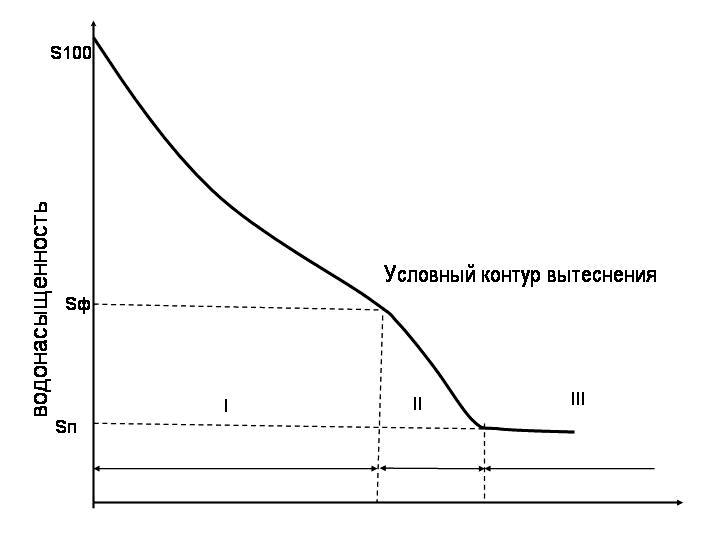 S100
водонасыщенность
Условный контур вытеснения
Sф
I
II
III
Sп